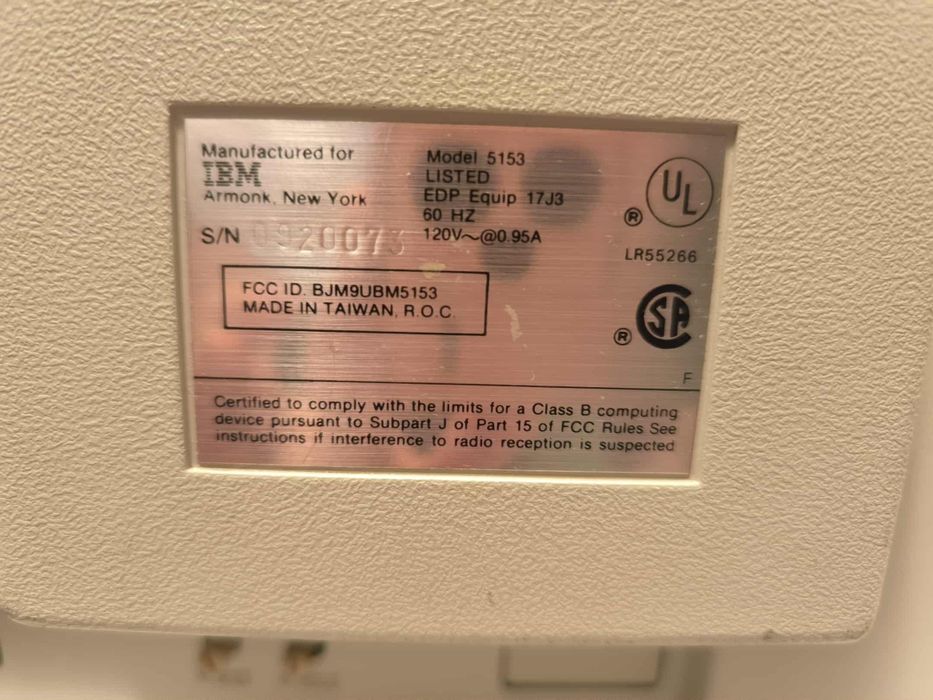 Manufactured for
IBM
Armonk, New York
S/N 0920073
Model 5153
LISTED
EDP Equip 17J3
60 HZ
120V~@0.95A
UL
®
LR55266
FCC ID. BJM9UBM5153
MADE IN TAIWAN, R.O.C.
SA
®
F
Certified to comply with the limits for a Class B computing
device pursuant to Subpart J of Part 15 of FCC Rules See
instructions if interference to radio reception is suspected